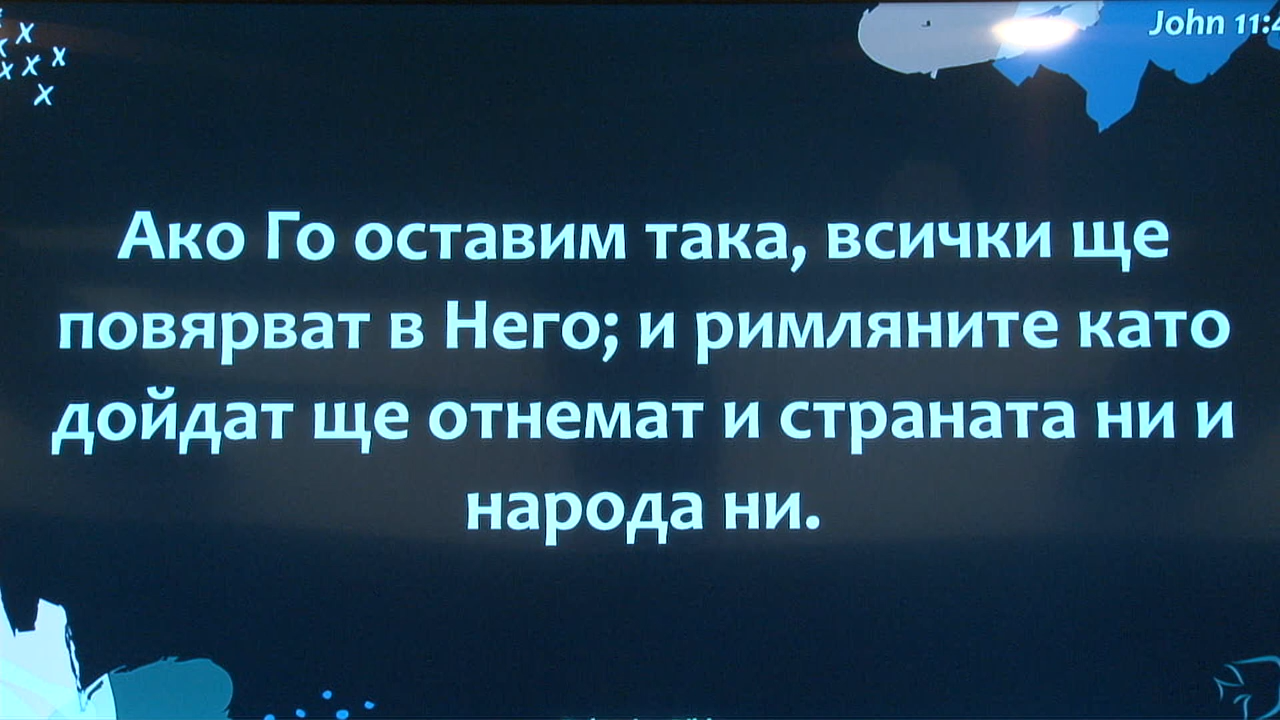 John 11:4
Ако Го оставим така, всички ще
повярват в Него; и римляните като
дойдат ще отнемат и страната ни и
народа ни.